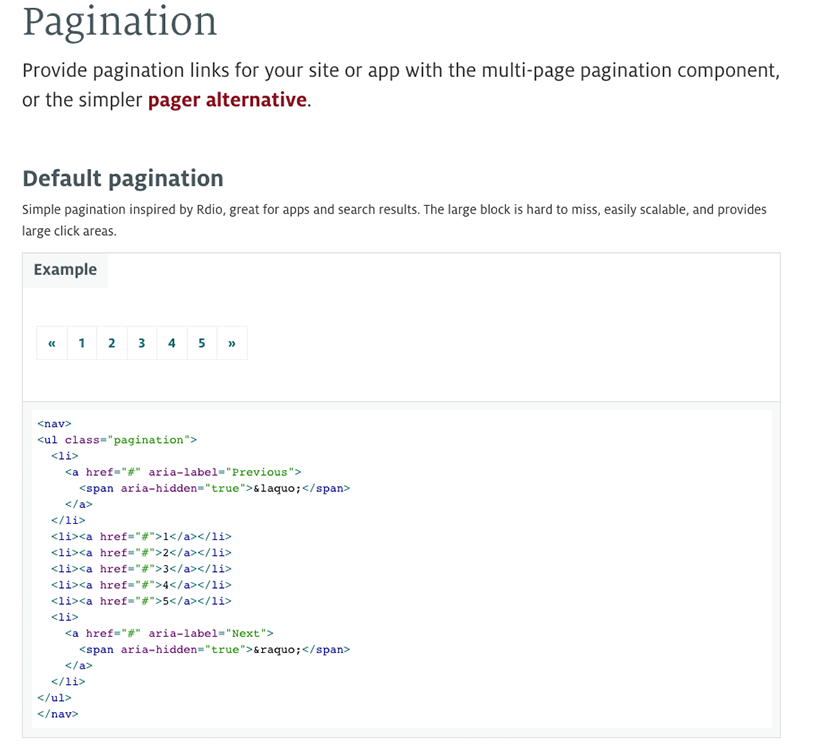 Pagination
Provide pagination links for your site or app with the multi-page pagination component,
or the simpler pager alternative.
Default pagination
Simple pagination inspired by Rdio, great for apps and search results. The large block is hard to miss, easily scalable, and provides
large click areas.
Example
« 1 2 3 4 5 »
<nav>
<ul class="pagination">
  <li>
    <a href="#" aria-label="Previous">
      <span aria-hidden="true">&laquo;</span>
    </a>
  </li>
  <li><a href="#">1</a></li>
  <li><a href="#">2</a></li>
  <li><a href="#">3</a></li>
  <li><a href="#">4</a></li>
  <li><a href="#">5</a></li>
  <li>
    <a href="#" aria-label="Next">
      <span aria-hidden="true">&raquo;</span>
    </a>
  </li>
</ul>
</nav>